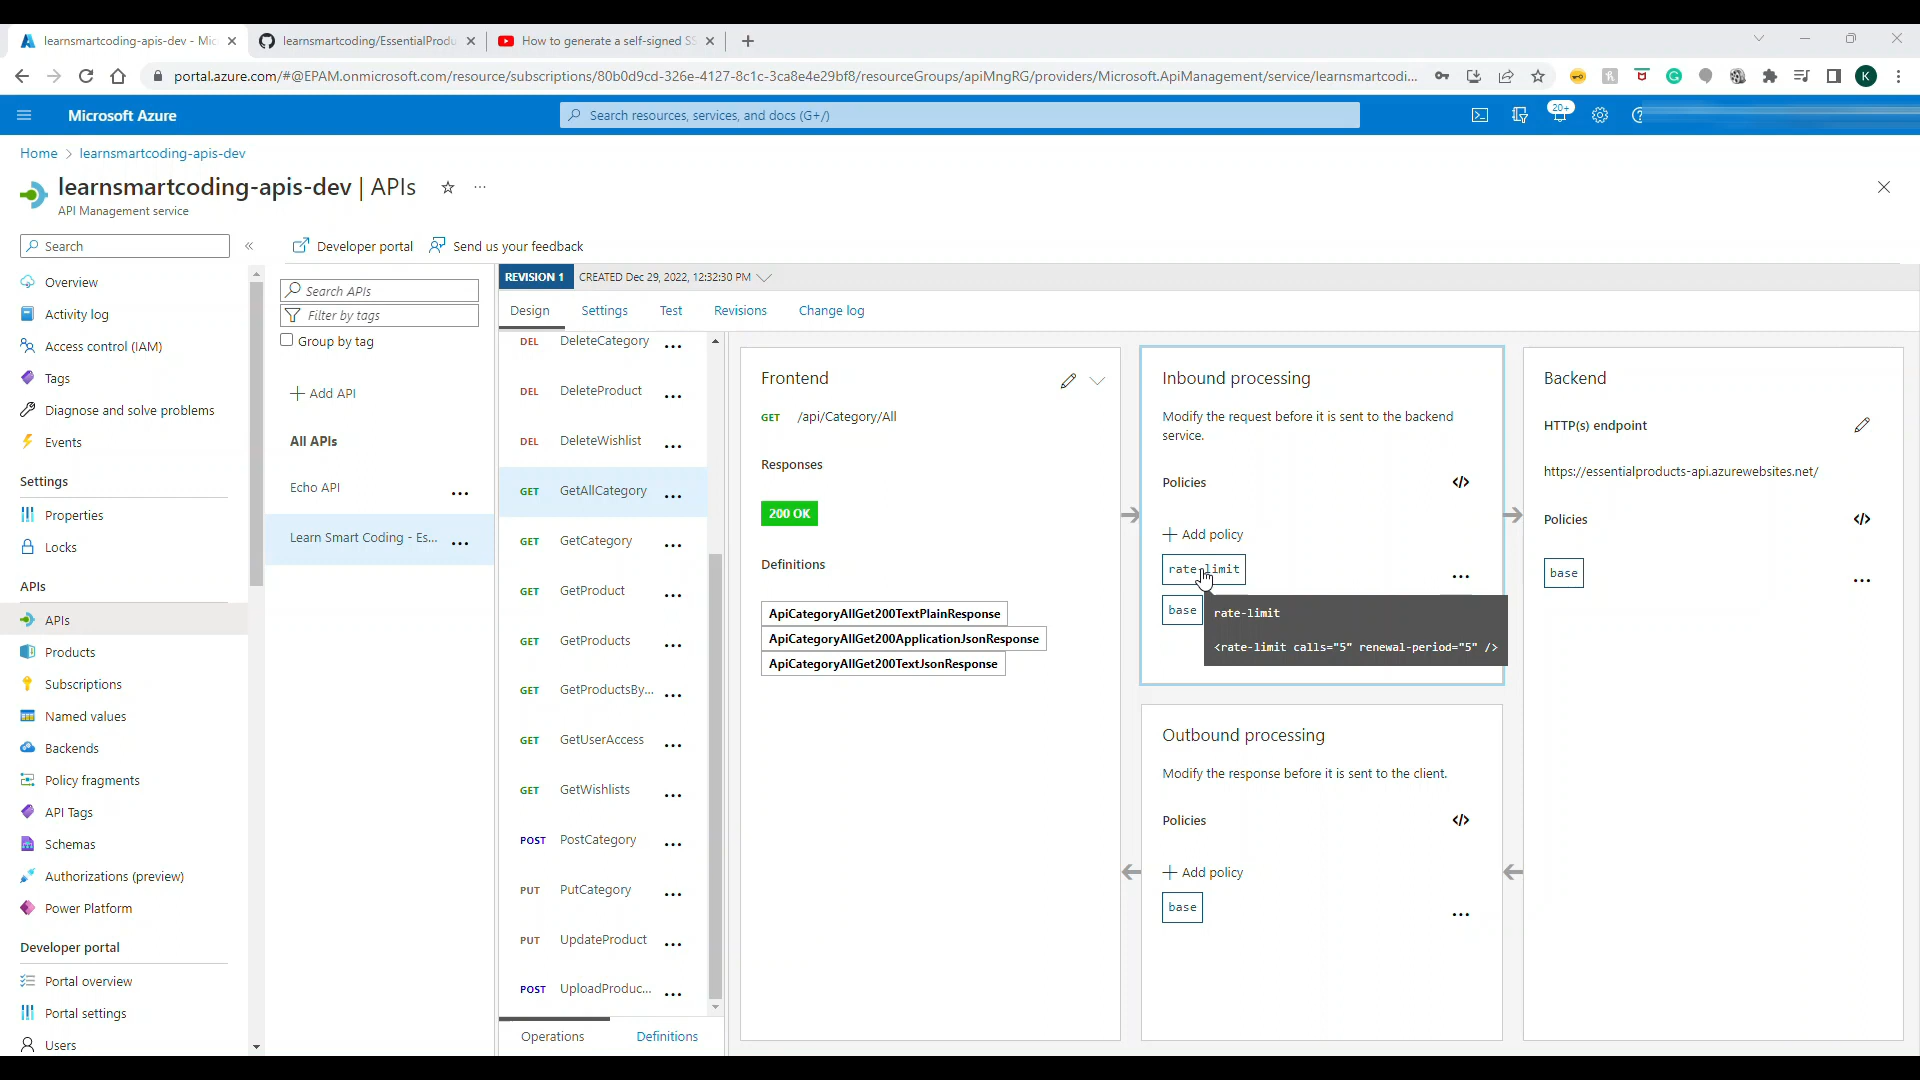 learnsmartcoding-apis-dev - Mic
learnsmartcoding/EssentialProdu
How to generate a self-signed SS
portal.azure.com/#@EPAM.onmicrosoft.com/resource/subscriptions/80b0d9cd-326e-4127-8c1c-3ca8e4e29bf8/resourceGroups/apiMngRG/providers/Microsoft.ApiManagement/service/learnsmartcodi...
K
Microsoft Azure
Search resources, services, and docs (G+/)
20+
Home > learnsmartcoding-apis-dev
learnsmartcoding-apis-dev | APIs
API Management service
Search
Developer portal
Send us your feedback
Overview
Activity log
Access control (IAM)
Tags
Diagnose and solve problems
Events
Settings
Properties
Locks
APIs
APIs
Products
Subscriptions
Named values
Backends
Policy fragments
API Tags
Schemas
Authorizations (preview)
Power Platform
Developer portal
Portal overview
Portal settings
Users
Search APIs
Filter by tags
Group by tag
Add API
All APIs
Echo API
Learn Smart Coding - Es...
REVISION 1
CREATED Dec 29, 2022, 12:32:30 PM
Design
Settings
Test
Revisions
Change log
DEL DeleteCategory
DEL DeleteProduct
DEL DeleteWishlist
GET GetAllCategory
GET GetCategory
GET GetProduct
GET GetProducts
GET GetProductsBy...
GET GetUserAccess
GET GetWishlists
POST PostCategory
PUT PutCategory
PUT UpdateProduct
POST UploadProduc...
Operations
Definitions
Frontend
GET /api/Category/All
Responses
200 OK
Definitions
ApiCategoryAllGet200TextPlainResponse
ApiCategoryAllGet200ApplicationJsonResponse
ApiCategoryAllGet200TextJsonResponse
Inbound processing
Modify the request before it is sent to the backend
service.
Policies
</>
Add policy
rate-limit
base
rate-limit
<rate-limit calls="5" renewal-period="5" />
Outbound processing
Modify the response before it is sent to the client.
Policies
</>
Add policy
base
Backend
HTTP(s) endpoint
https://essentialproducts-api.azurewebsites.net/
Policies
</>
base